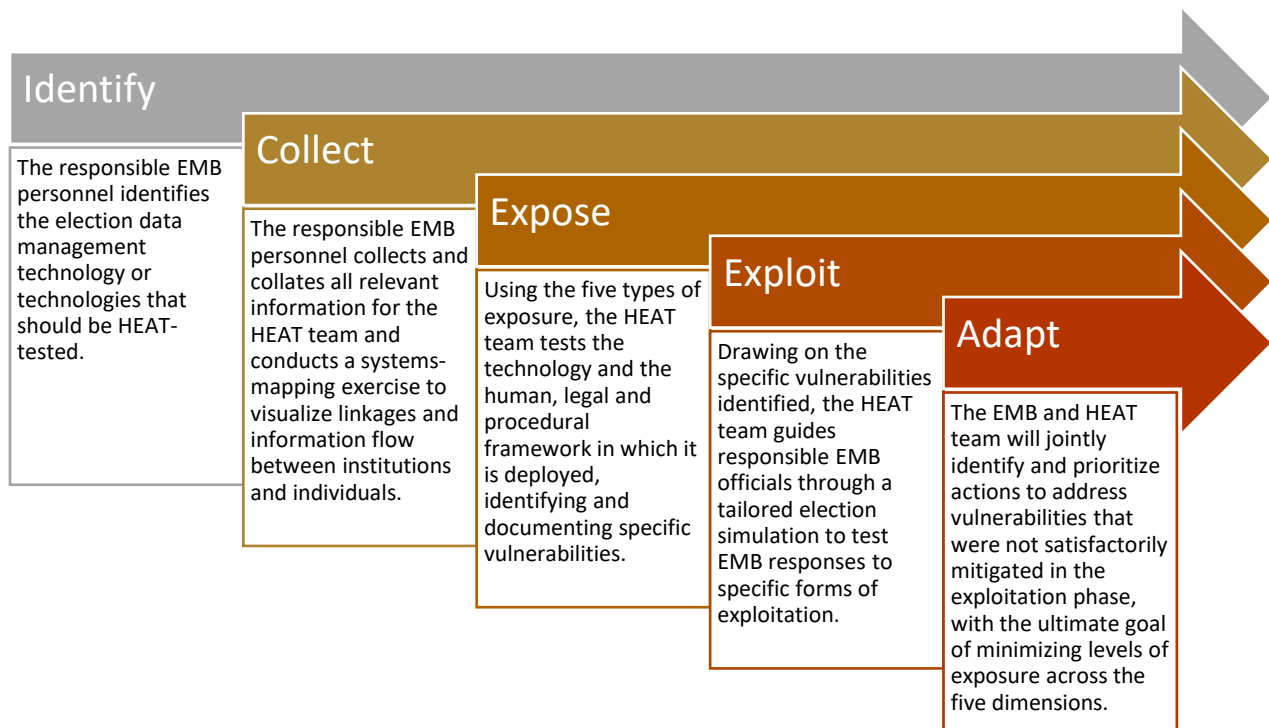 Identify
The responsible EMB
personnel identifies
the election data
management
technology or
technologies that
should be HEAT-
tested.
Collect
The responsible EMB
personnel collects and
collates all relevant
information for the
HEAT team and
conducts a systems-
mapping exercise to
visualize linkages and
information flow
between institutions
and individuals.
Expose
Using the five types of
exposure, the HEAT
team tests the
technology and the
human, legal and
procedural
framework in which it
is deployed,
identifying and
documenting specific
vulnerabilities.
Exploit
Drawing on the
specific vulnerabilities
identified, the HEAT
team guides
responsible EMB
officials through a
tailored election
simulation to test
EMB responses to
specific forms of
exploitation.
Adapt
The EMB and HEAT
team will jointly
identify and prioritize
actions to address
vulnerabilities that
were not satisfactorily
mitigated in the
exploitation phase,
with the ultimate goal
of minimizing levels of
exposure across the
five dimensions.